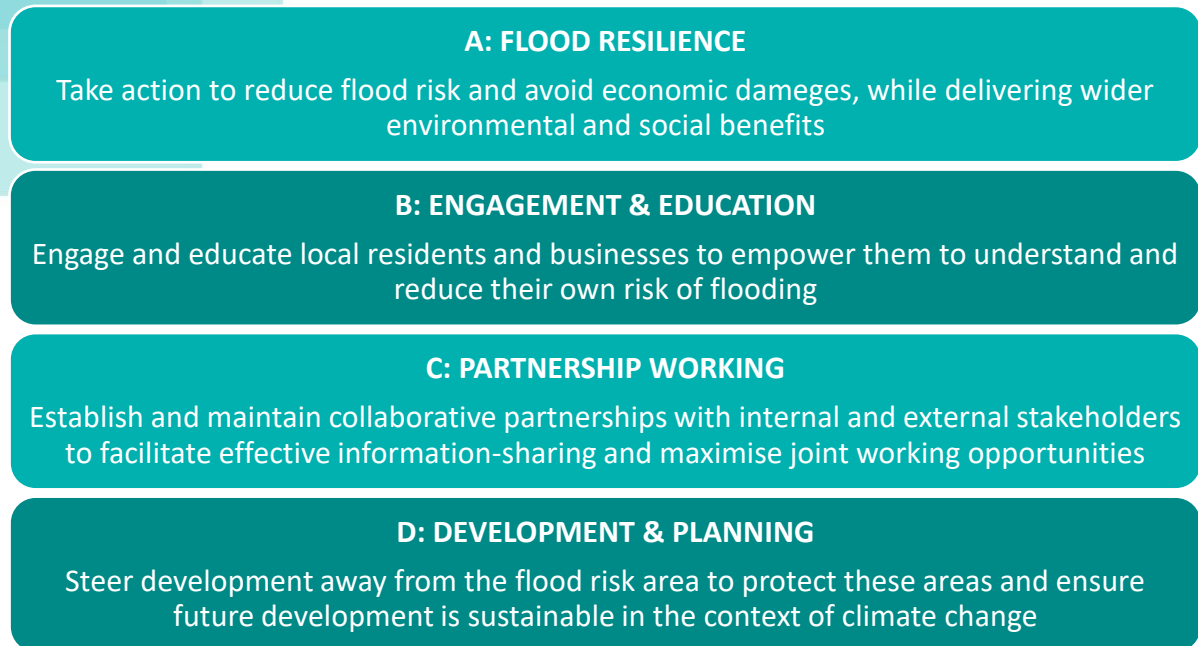 A: FLOOD RESILIENCE
Take action to reduce flood risk and avoid economic dameges, while delivering wider
environmental and social benefits
B: ENGAGEMENT & EDUCATION
Engage and educate local residents and businesses to empower them to understand and
reduce their own risk of flooding
C: PARTNERSHIP WORKING
Establish and maintain collaborative partnerships with internal and external stakeholders
to facilitate effective information-sharing and maximise joint working opportunities
D: DEVELOPMENT & PLANNING
Steer development away from the flood risk area to protect these areas and ensure
future development is sustainable in the context of climate change